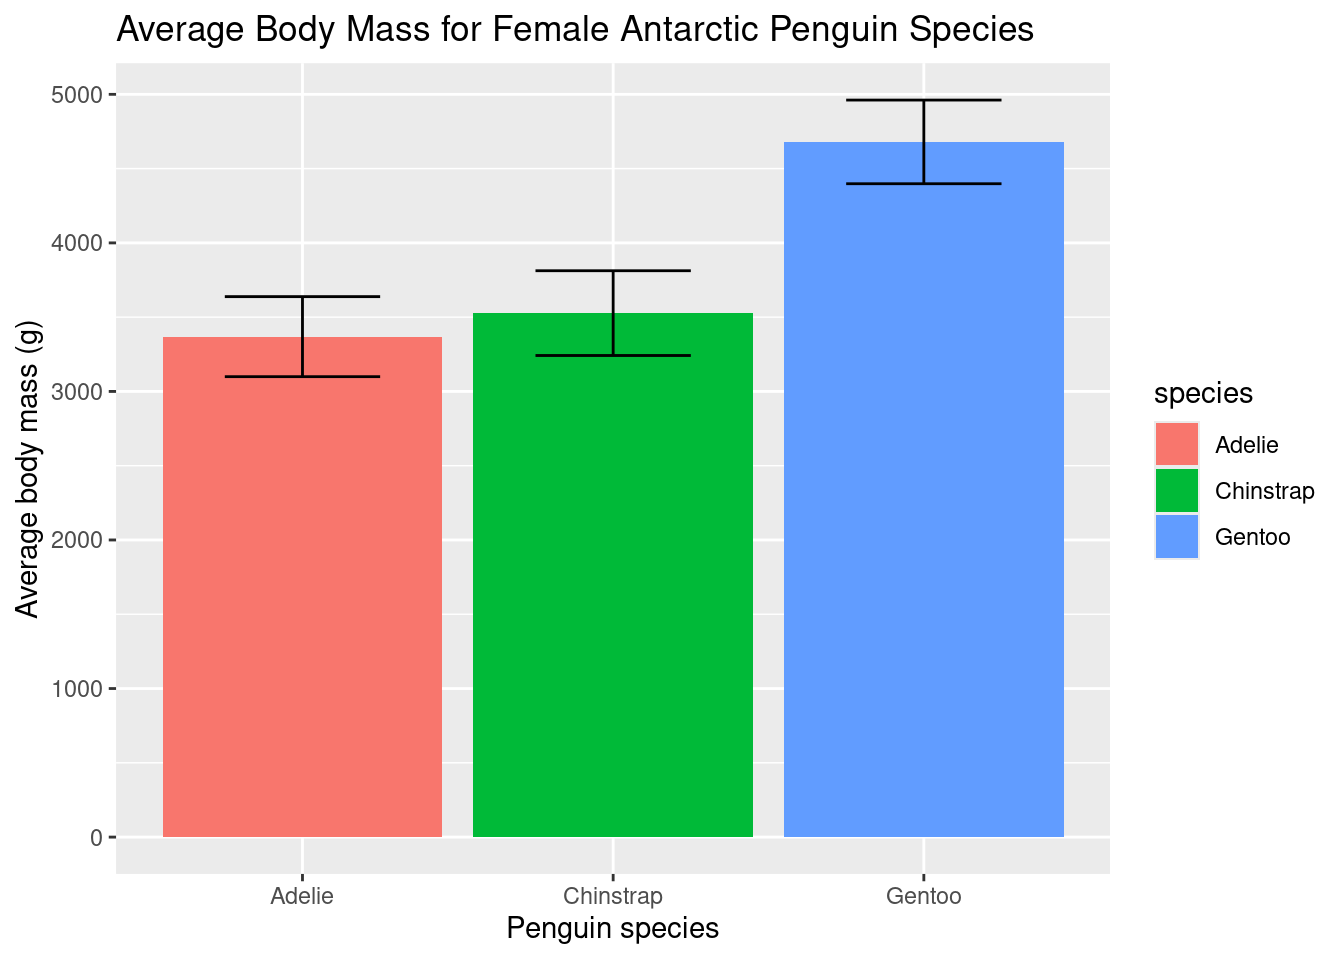 Average Body Mass for Female Antarctic Penguin Species
5000
4000
3000
2000
1000
0
Average body mass (g)
Adelie
Chinstrap
Gentoo
Penguin species
species
Adelie
Chinstrap
Gentoo